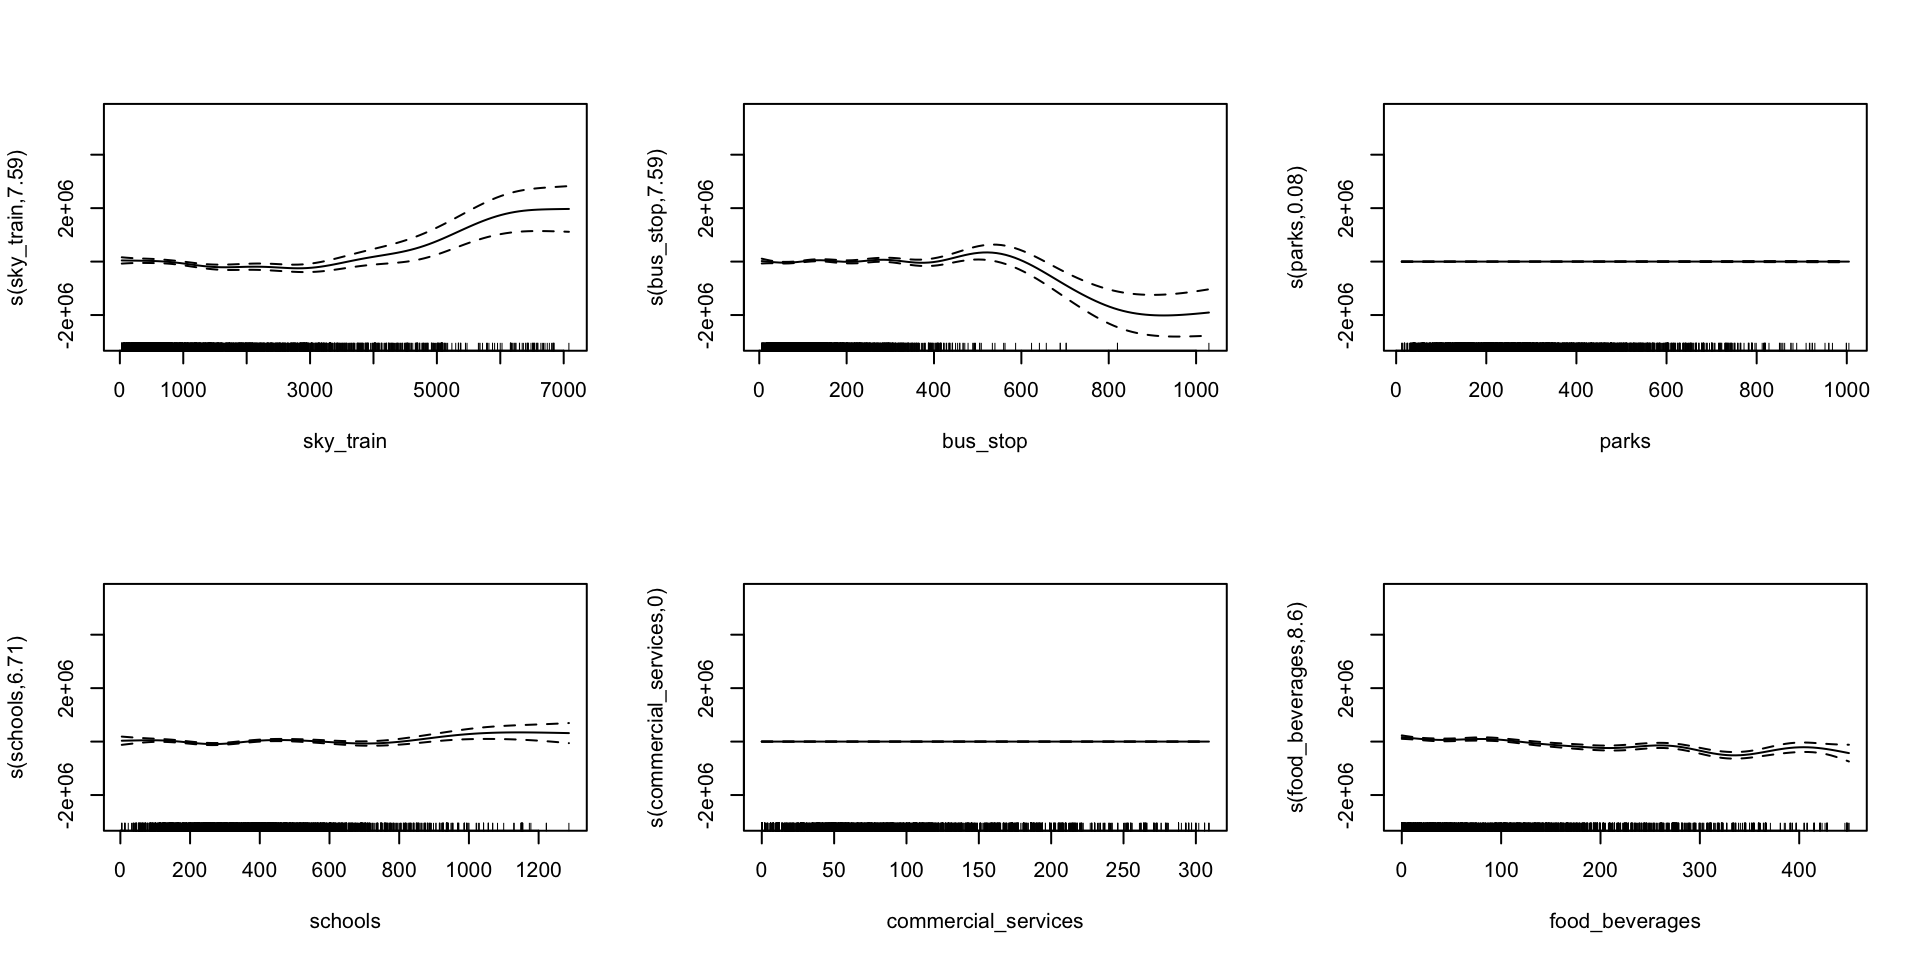 s(sky_train,7.59)
-2e+06 2e+06
0 1000 3000 5000 7000
sky_train
s(bus_stop,7.59)
-2e+06 2e+06
0 200 400 600 800 1000
bus_stop
s(parks,0.08)
-2e+06 2e+06
0 200 400 600 800 1000
parks
s(schools,6.71)
-2e+06 2e+06
0 200 400 600 800 1000 1200
schools
s(commercial_services,0)
-2e+06 2e+06
0 50 100 150 200 250 300
commercial_services
s(food_beverages,8.6)
-2e+06 2e+06
0 100 200 300 400
food_beverages